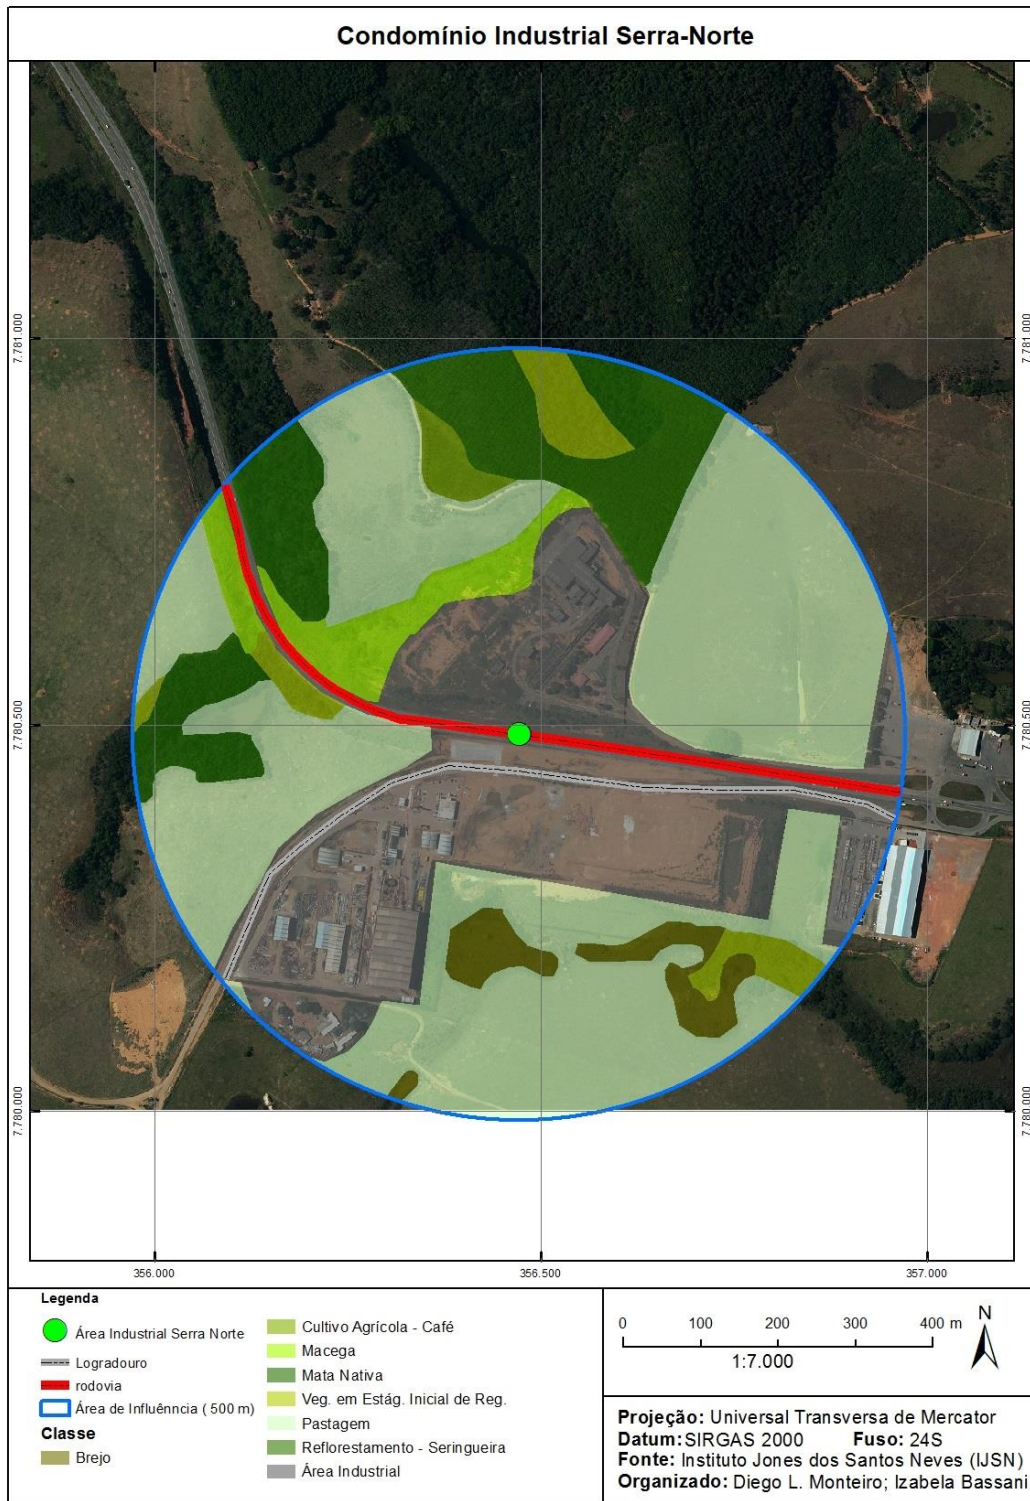 Condomínio Industrial Serra-Norte
7.781.000
7.781.000
7.780.500
7.780.500
7.780.000
7.780.000
356.000
356.500
357.000
Legenda
Área Industrial Serra Norte
Logradouro
rodovia
Área de Influênncia ( 500 m)
Classe
Brejo
Cultivo Agrícola - Café
Macega
Mata Nativa
Veg. em Estág. Inicial de Reg.
Pastagem
Reflorestamento - Seringueira
Área Industrial
0 100 200 300 400 m
1:7.000
N
Projeção: Universal Transversa de Mercator
Datum:SIRGAS 2000 Fuso: 24S
Fonte: Instituto Jones dos Santos Neves (IJSN)
Organizado: Diego L. Monteiro; Izabela Bassani